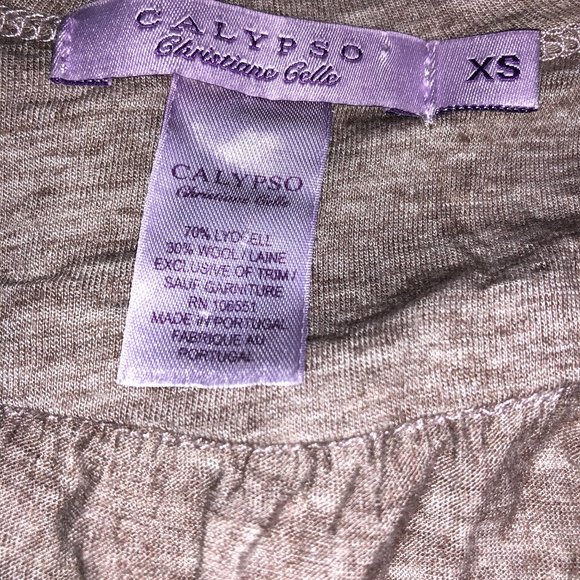 CALYPSO
Christiane Celle
XS
CALYPSO
Christiane Celle
70% LYOCELL
30% WOOL / LAINE
EXCLUSIVE OF TRIM /
SAUF GARNITURE
RN 106551
MADE IN PORTUGAL
FABRIQUE AU
PORTUGAL